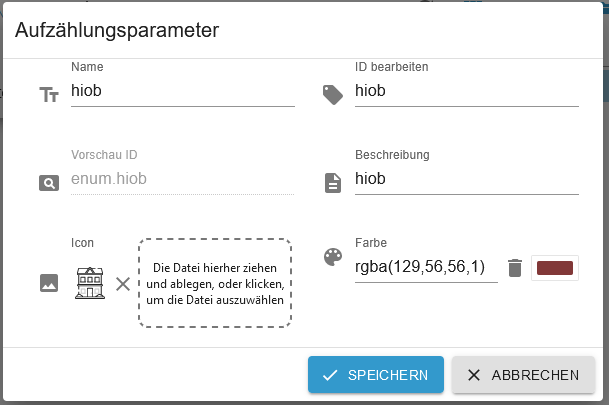 Aufzählungsparameter
Name
hiob
ID bearbeiten
hiob
Vorschau ID
enum.hiob
Beschreibung
hiob
Icon
Die Datei hierher ziehen
und ablegen, oder klicken,
um die Datei auszuwählen
Farbe
rgba(129,56,56,1)
SPEICHERN
ABBRECHEN